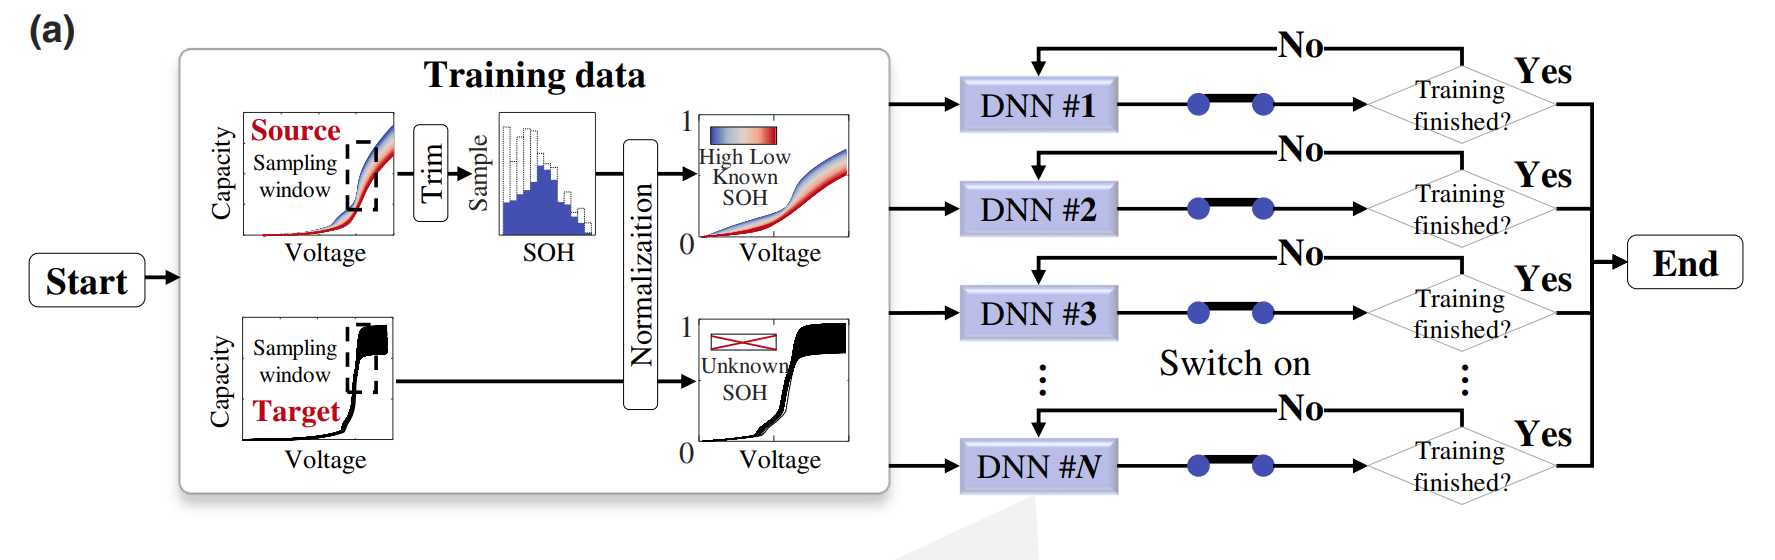 (a)
Start
Training data
Source
Sampling
window
Capacity
Voltage
Trim
Sample
SOH
Normalizaition
1
High Low
Known
SOH
0
Voltage
Sampling
window
Target
Capacity
Voltage
1
Unknown
SOH
0
Voltage
No
DNN #1
Training
finished?
Yes
No
DNN #2
Training
finished?
Yes
No
DNN #3
Training
finished?
Yes
Switch on
No
DNN #N
Training
finished?
Yes
End